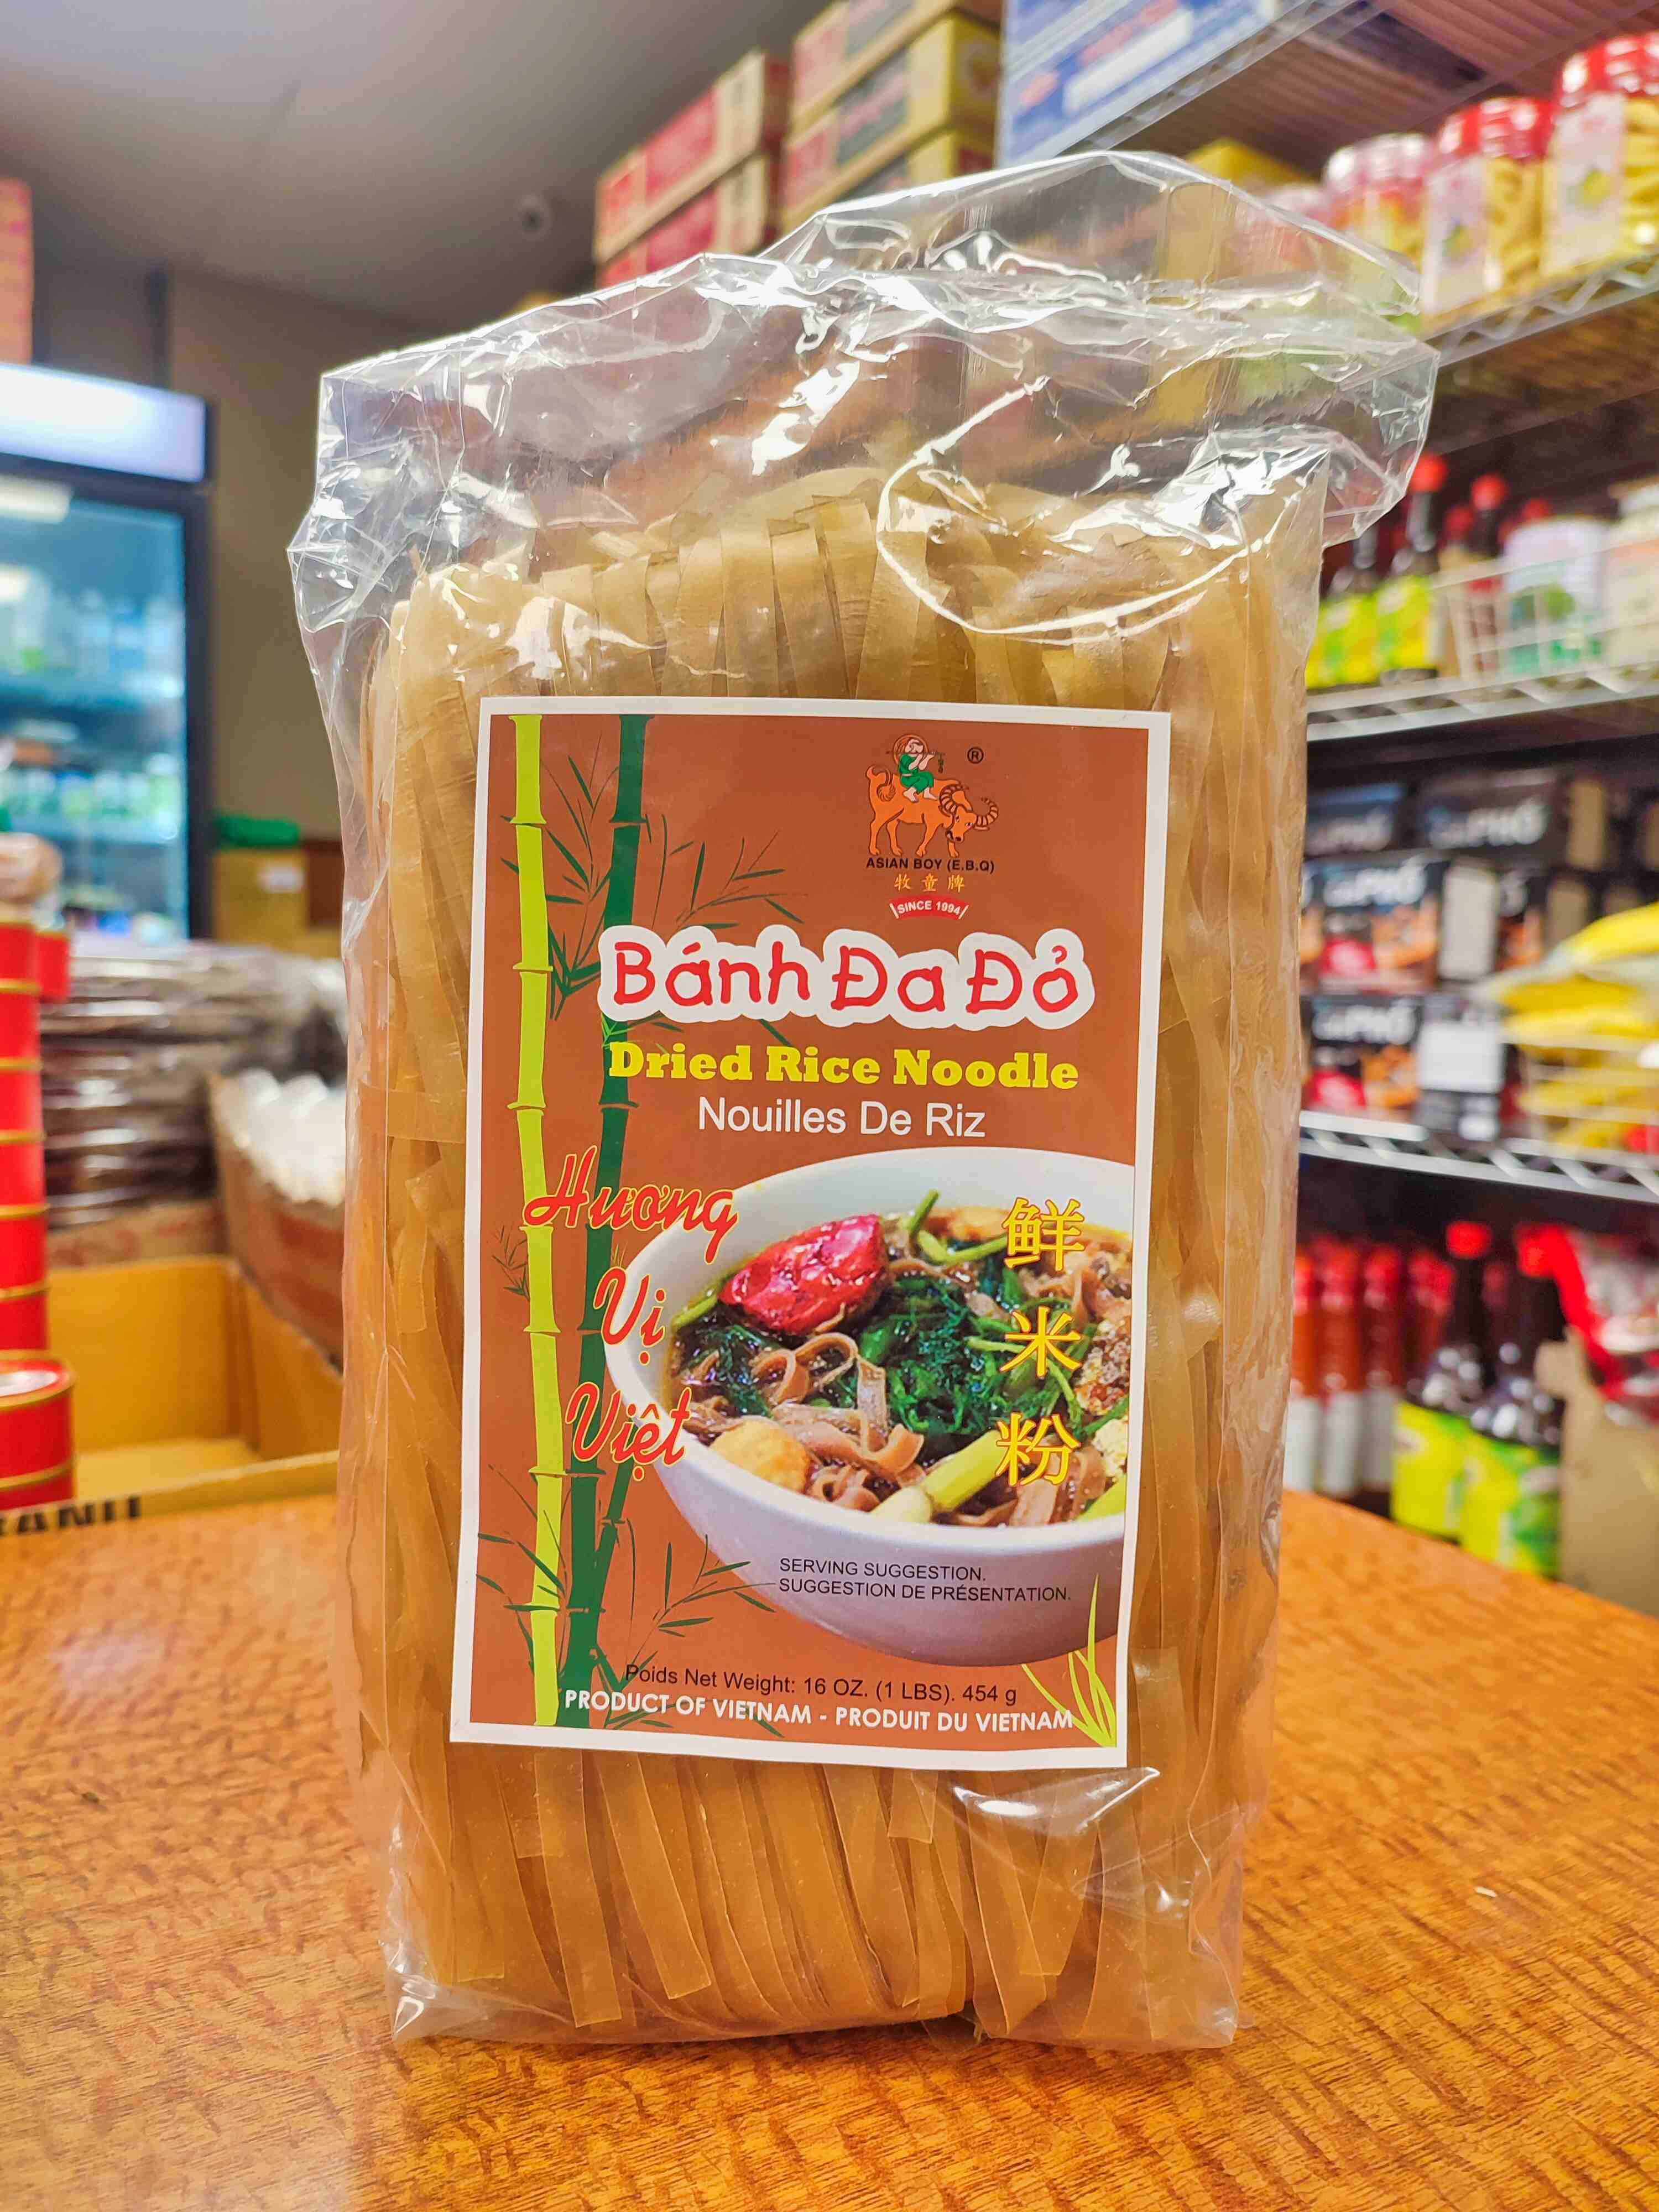 ®
ASIAN BOY (E.B.Q)
牧童牌
SINCE 1994
Bánh Đa Đỏ
Dried Rice Noodle
Nouilles De Riz
Hương
Vị
Việt
鲜
米
粉
SERVING SUGGESTION.
SUGGESTION DE PRÉSENTATION.
Poids Net Weight: 16 OZ. (1 LBS). 454 g
PRODUCT OF VIETNAM - PRODUIT DU VIETNAM
PHỞ